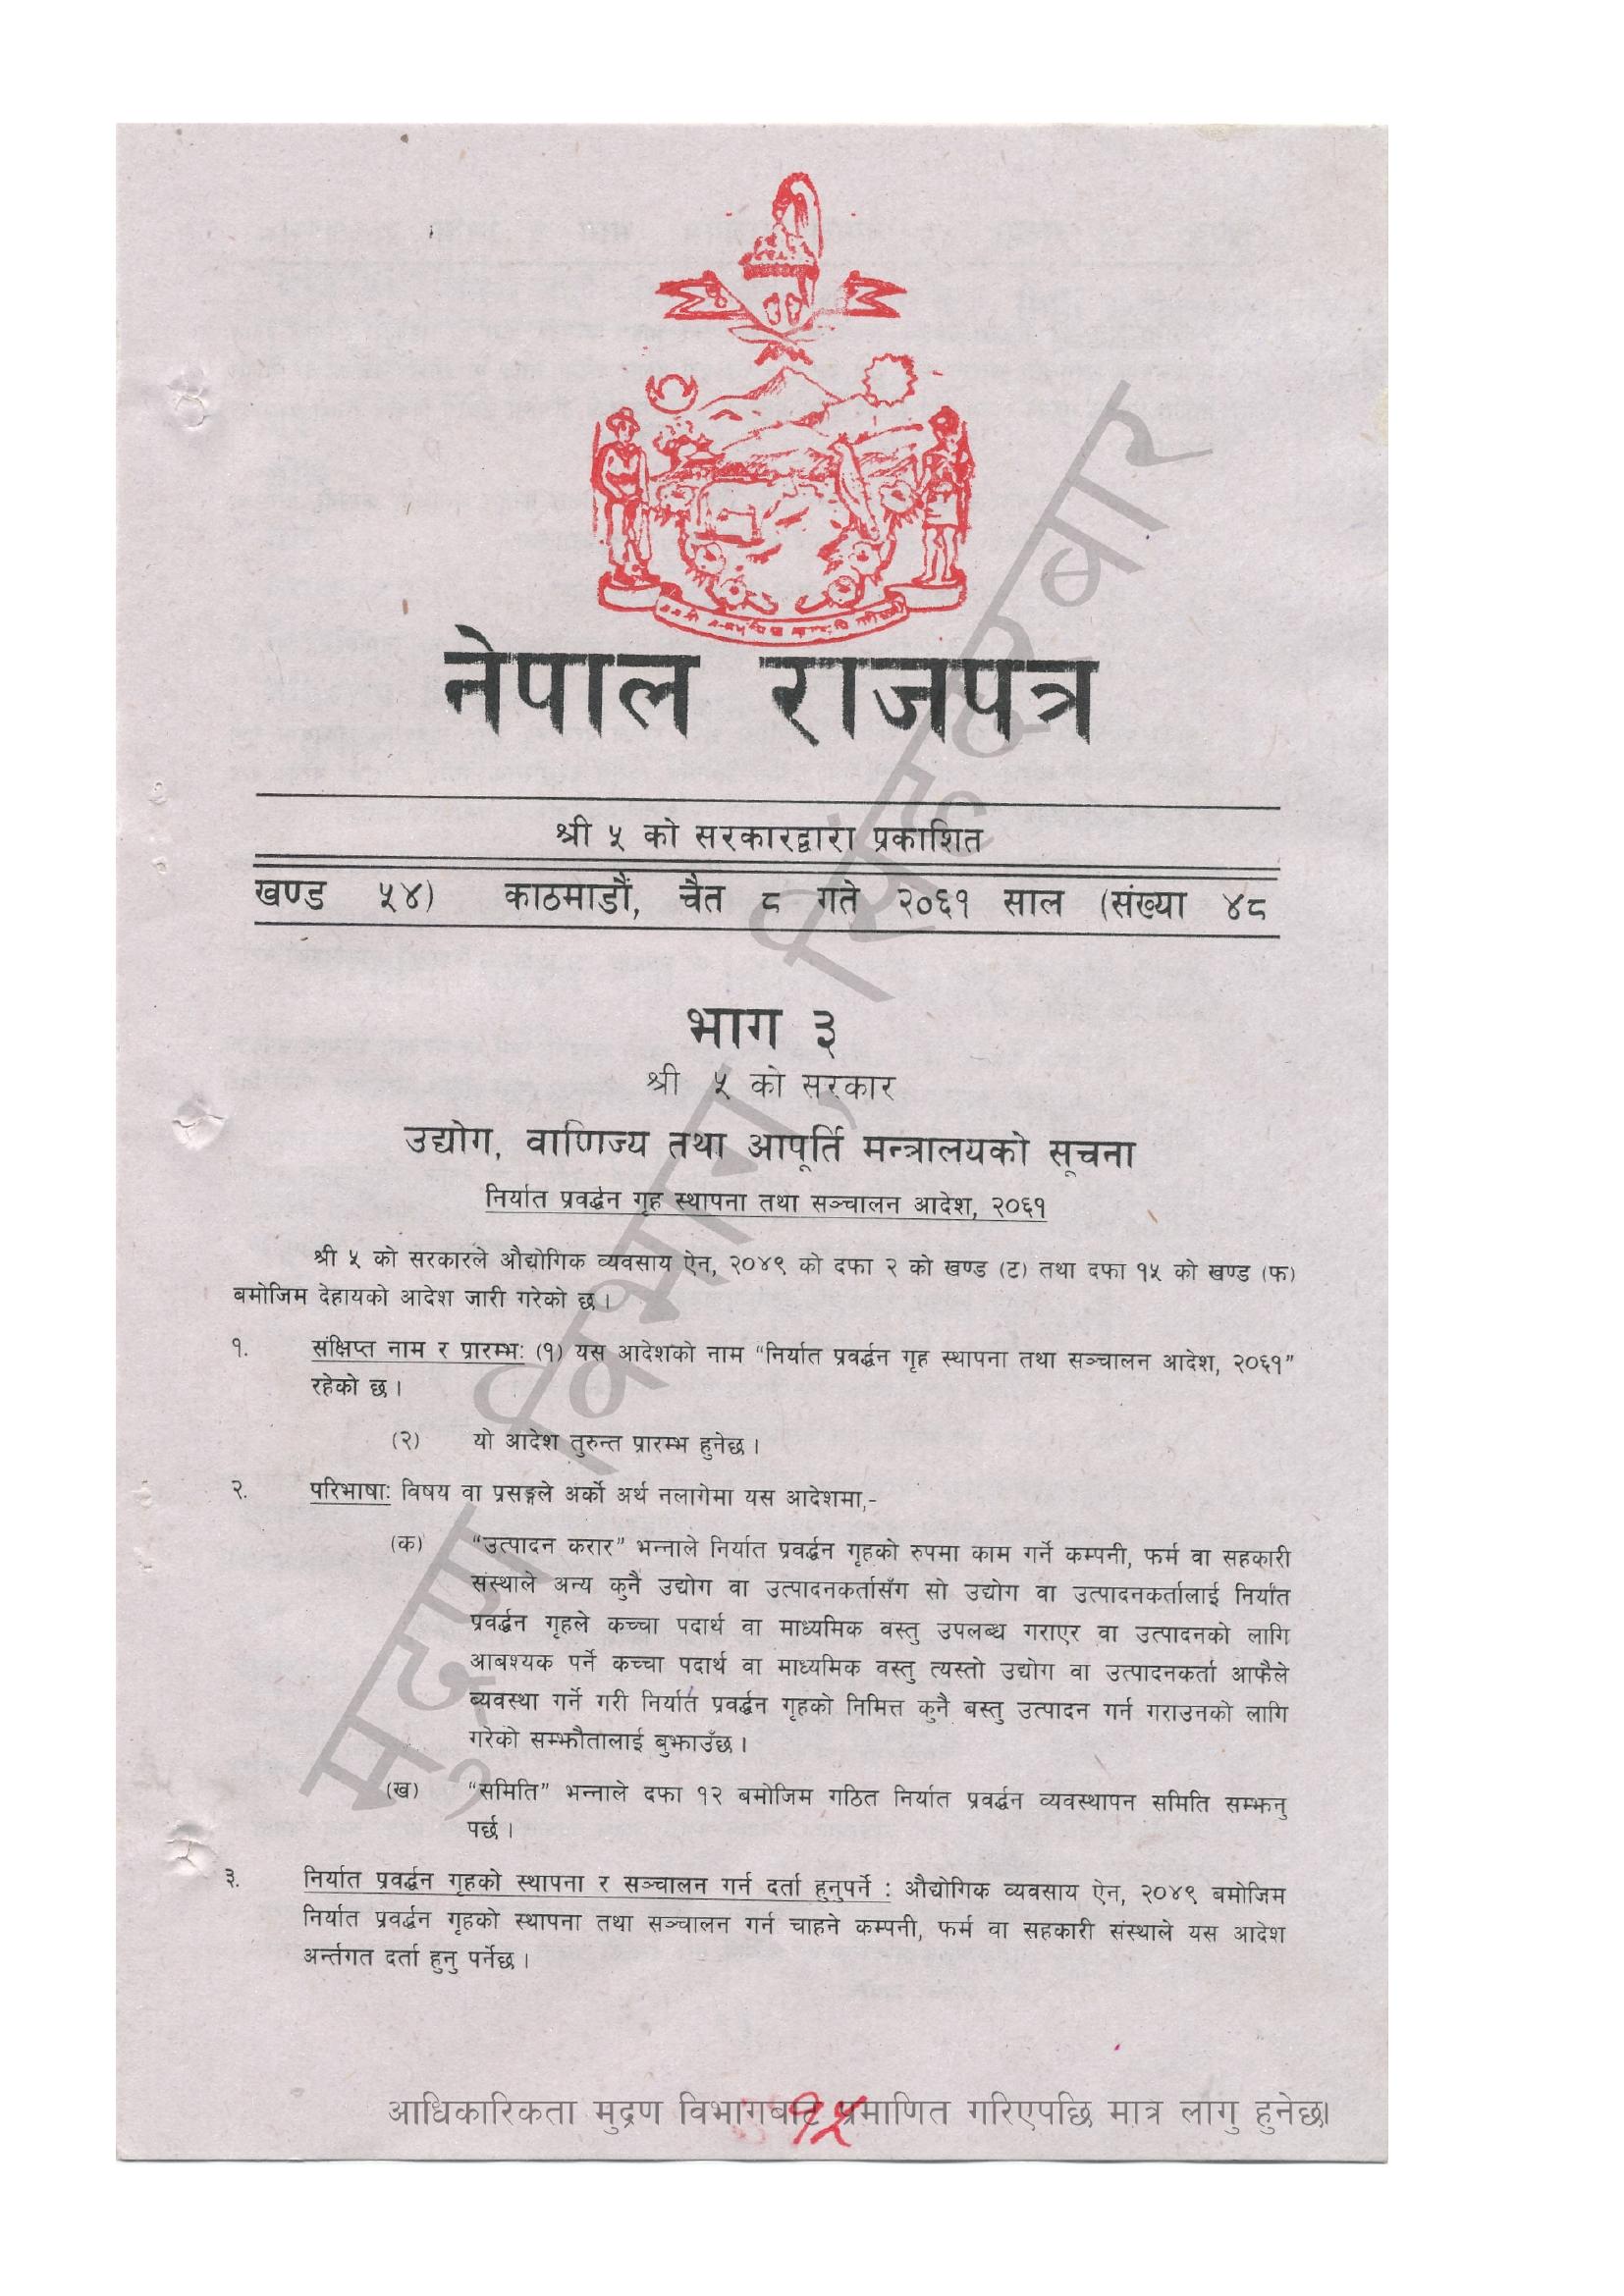 नेपाल राजपत्र
श्री ५ को सरकारद्वारा प्रकाशित
खण्ड ५४) काठमाडौं, चैत ८ गते २०६१ साल (संख्या ४८
भाग ३
श्री ५ को सरकार
उद्योग, वाणिज्य तथा आपूर्ति मन्त्रालयको सूचना
निर्यात प्रवर्द्धन गृह स्थापना तथा सञ्चालन आदेश, २०६१
श्री ५ को सरकारले औद्योगिक व्यवसाय ऐन, २०४९ को दफा २ को खण्ड (ट) तथा दफा १५ को खण्ड (फ)
बमोजिम देहायको आदेश जारी गरेको छ ।
१. संक्षिप्त नाम र प्रारम्भः (१) यस आदेशको नाम “निर्यात प्रवर्द्धन गृह स्थापना तथा सञ्चालन आदेश, २०६१”
रहेको छ ।
(२) यो आदेश तुरुन्त प्रारम्भ हुनेछ ।
२. परिभाषाः विषय वा प्रसङ्गले अर्को अर्थ नलागेमा यस आदेशमा,-
(क) “उत्पादन करार” भन्नाले निर्यात प्रवर्द्धन गृहको रुपमा काम गर्ने कम्पनी, फर्म वा सहकारी
संस्थाले अन्य कुनै उद्योग वा उत्पादनकर्तासँग सो उद्योग वा उत्पादनकर्तालाई निर्यात
प्रवर्द्धन गृहले कच्चा पदार्थ वा माध्यमिक वस्तु उपलब्ध गराएर वा उत्पादनको लागि
आबश्यक पर्ने कच्चा पदार्थ वा माध्यमिक वस्तु त्यस्तो उद्योग वा उत्पादनकर्ता आफैले
ब्यवस्था गर्ने गरी निर्यात प्रवर्द्धन गृहको निमित्त कुनै बस्तु उत्पादन गर्न गराउनको लागि
गरेको सम्झौतालाई बुझाउँछ ।
(ख) “समिति” भन्नाले दफा १२ बमोजिम गठित निर्यात प्रवर्द्धन व्यवस्थापन समिति सम्झनु
पर्छ ।
३. निर्यात प्रवर्द्धन गृहको स्थापना र सञ्चालन गर्न दर्ता हुनुपर्ने : औद्योगिक व्यवसाय ऐन, २०४९ बमोजिम
निर्यात प्रवर्द्धन गृहको स्थापना तथा सञ्चालन गर्न चाहने कम्पनी, फर्म वा सहकारी संस्थाले यस आदेश
अर्न्तगत दर्ता हुनु पर्नेछ ।
मुद्रण विभाग, सिंहदरबार
आधिकारिकता मुद्रण विभागबाट प्रमाणित गरिएपछि मात्र लागु हुनेछ।
१५